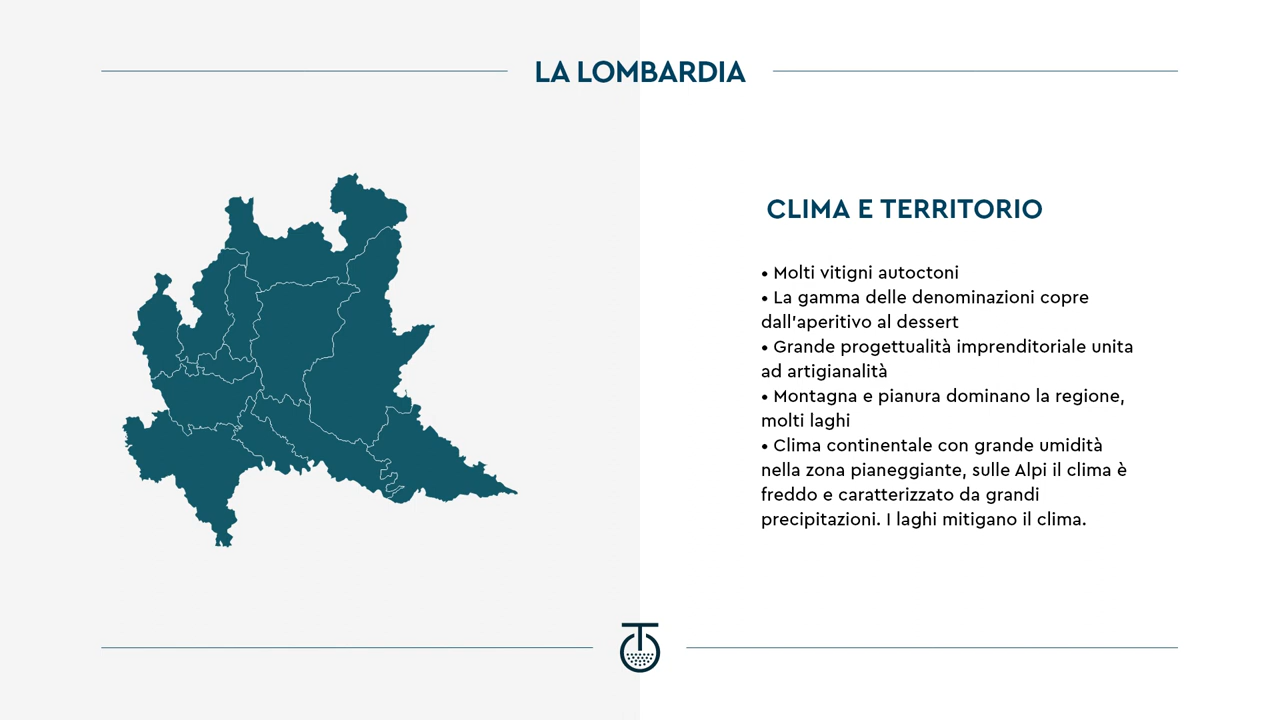 LA LOMBARDIA
CLIMA E TERRITORIO
• Molti vitigni autoctoni
• La gamma delle denominazioni copre
dall'aperitivo al dessert
• Grande progettualità imprenditoriale unita
ad artigianalità
• Montagna e pianura dominano la regione,
molti laghi
• Clima continentale con grande umidità
nella zona pianeggiante, sulle Alpi il clima è
freddo e caratterizzato da grandi
precipitazioni. I laghi mitigano il clima.